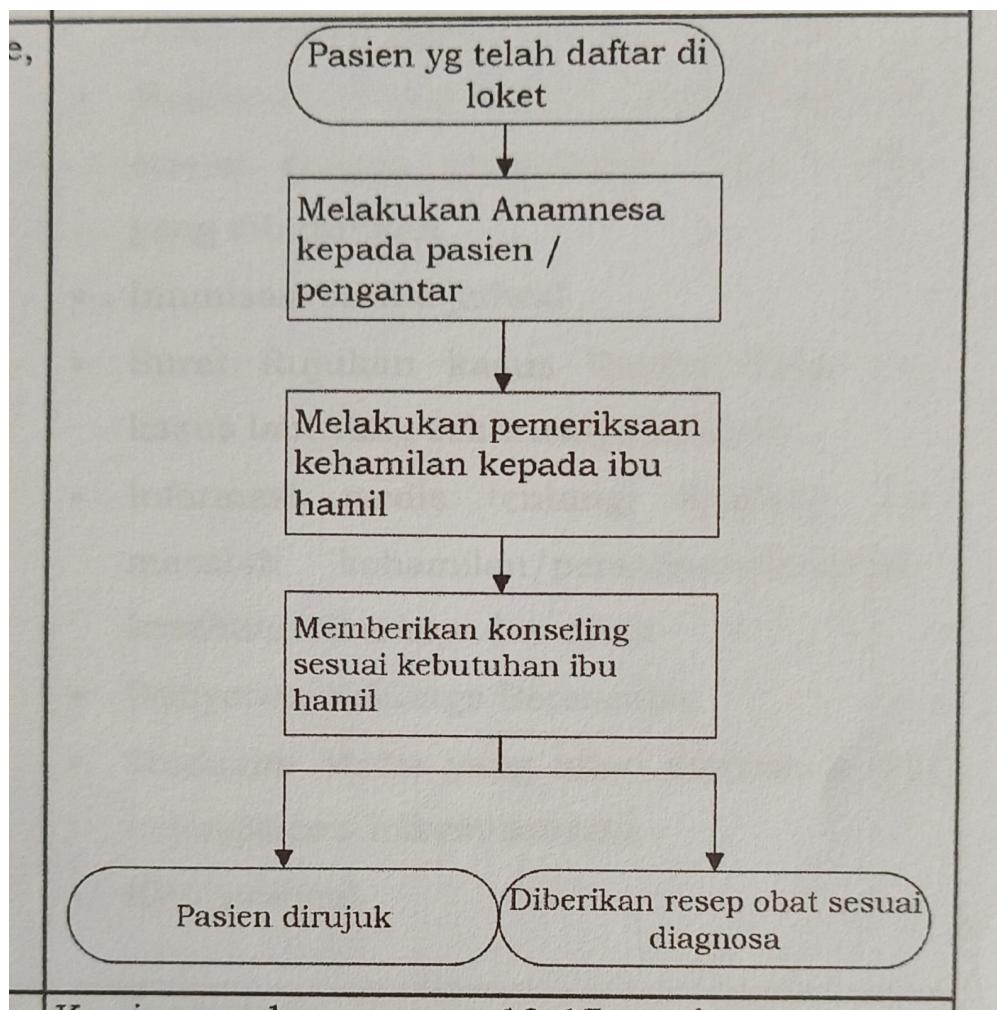 e,
Pasien yg telah daftar di
loket
Melakukan Anamnesa
kepada pasien /
pengantar
Melakukan pemeriksaan
kehamilan kepada ibu
hamil
Memberikan konseling
sesuai kebutuhan ibu
hamil
Pasien dirujuk
Diberikan resep obat sesuai
diagnosa